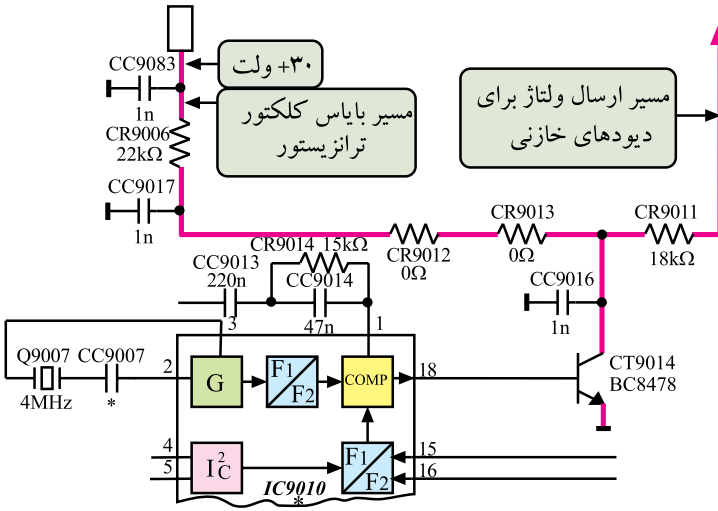 CC9083
۳۰+ ولت
1n
مسیر بایاس کلکتور
ترانزیستور
مسیر ارسال ولتاژ برای
دیودهای خازنی
CR9006
22kΩ
CC9017
1n
CR9012
0Ω
CR9013
0Ω
CR9011
18kΩ
CR9014 15kΩ
CC9013
220n
CC9014
47n
CC9016
1n
3
1
Q9007
4MHz
CC9007
*
2
G
F1
F2
COMP
18
CT9014
BC8478
4
5
I²C
F1
F2
15
16
IC9010
*